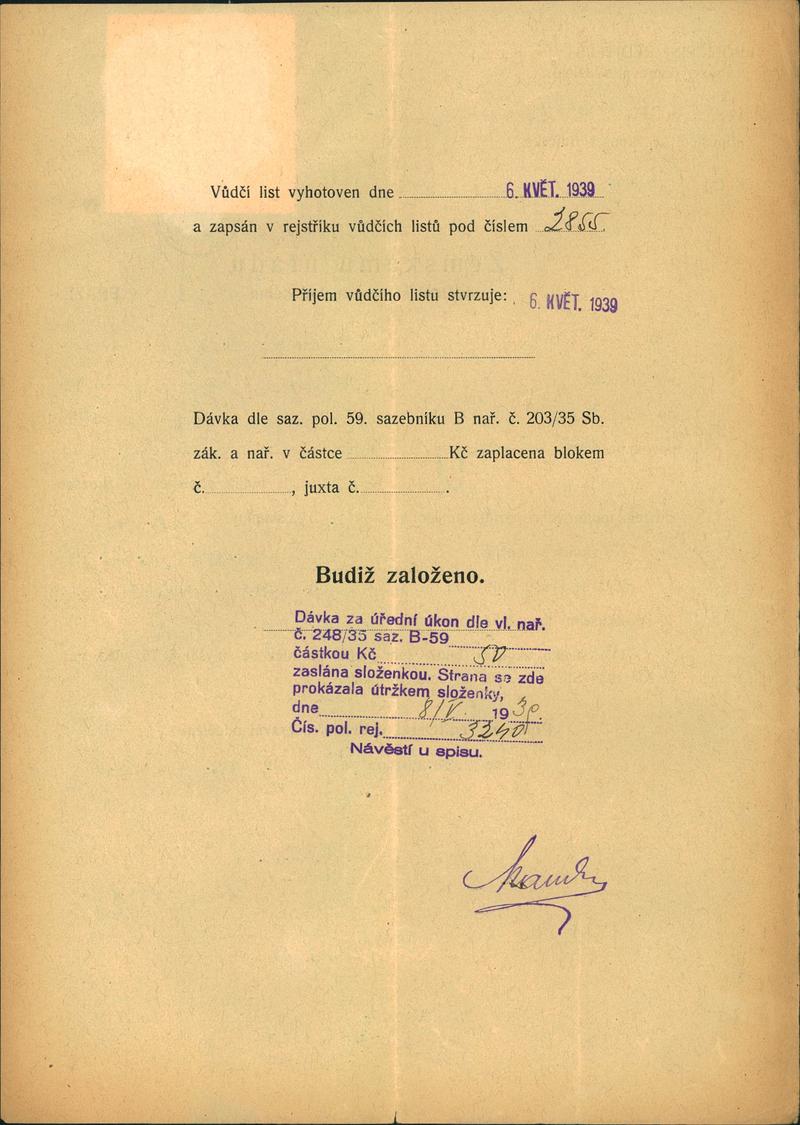 Vůdčí list vyhotoven dne 6. KVĚT. 1939
a zapsán v rejstříku vůdčích listů pod číslem 2855.
Příjem vůdčího listu stvrzuje: 6. KVĚT. 1939
Dávka dle saz. pol. 59. sazebníku B nař. č. 203/35 Sb.
zák. a nař. v částce Kč zaplacena blokem
č. , juxta č. .
Budiž založeno.
Dávka za úřední úkon dle vl. nař.
č. 248/35 saz. B-59
částkou Kč 50
zaslána složenkou. Strana se zde
prokázala útržkem složenky,
dne 8/V. 1939.
Čís. pol. rej.
Návěstí u spisu.